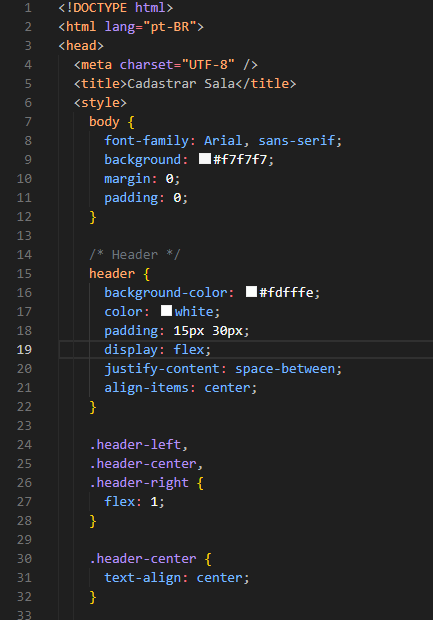 1 <!DOCTYPE html>
2 <html lang="pt-BR">
3 <head>
4 <meta charset="UTF-8" />
5 <title>Cadastrar Sala</title>
6 <style>
7 body {
8 font-family: Arial, sans-serif;
9 background: #f7f7f7;
10 margin: 0;
11 padding: 0;
12 }
13
14 /* Header */
15 header {
16 background-color: #fdfffe;
17 color: white;
18 padding: 15px 30px;
19 display: flex;
20 justify-content: space-between;
21 align-items: center;
22 }
23
24 .header-left,
25 .header-center,
26 .header-right {
27 flex: 1;
28 }
29
30 .header-center {
31 text-align: center;
32 }
33